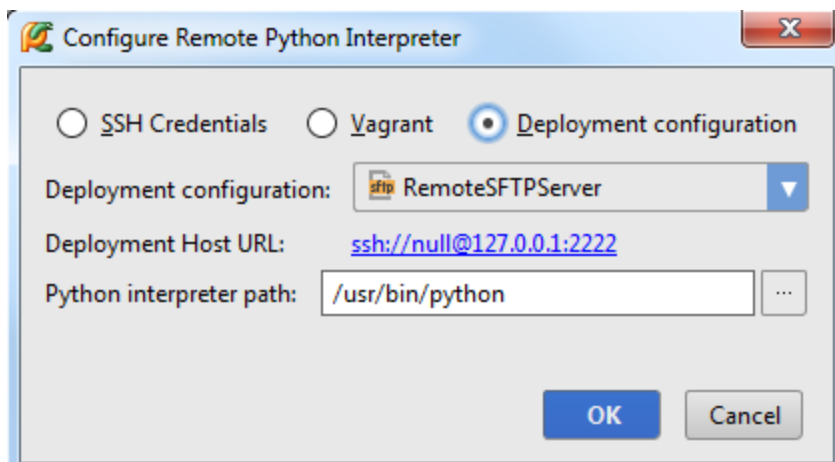 Configure Remote Python Interpreter
SSH Credentials Vagrant Deployment configuration
Deployment configuration: sftp RemoteSFTPServer
Deployment Host URL: ssh://null@127.0.0.1:2222
Python interpreter path: /usr/bin/python ...
OK Cancel